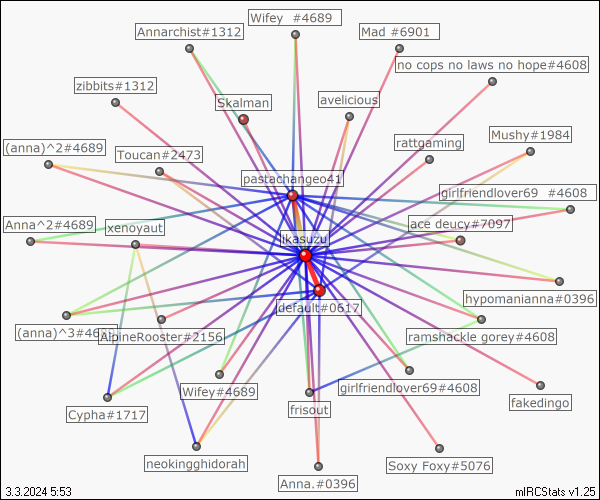 Wifey  #4689
Annarchist#1312
Mad #6901
no cops no laws no hope#4608
zibbits#1312
Skalman
avelicious
Mushy#1984
(anna)^2#4689
Toucan#2473
rattgaming
pastachangeo41
girlfriendlover69  #4608
Anna^2#4689
xenoyaut
ace deucy#7097
ikasuzu
hypomanianna#0396
default#0617
(anna)^3#4689
AlpineRooster#2156
ramshackle gorey#4608
Wifey#4689
girlfriendlover69#4608
fakedingo
Cypha#1717
frisout
neokingghidorah
Soxy Foxy#5076
Anna.#0396
3.3.2024 5:53
mIRCStats v1.25